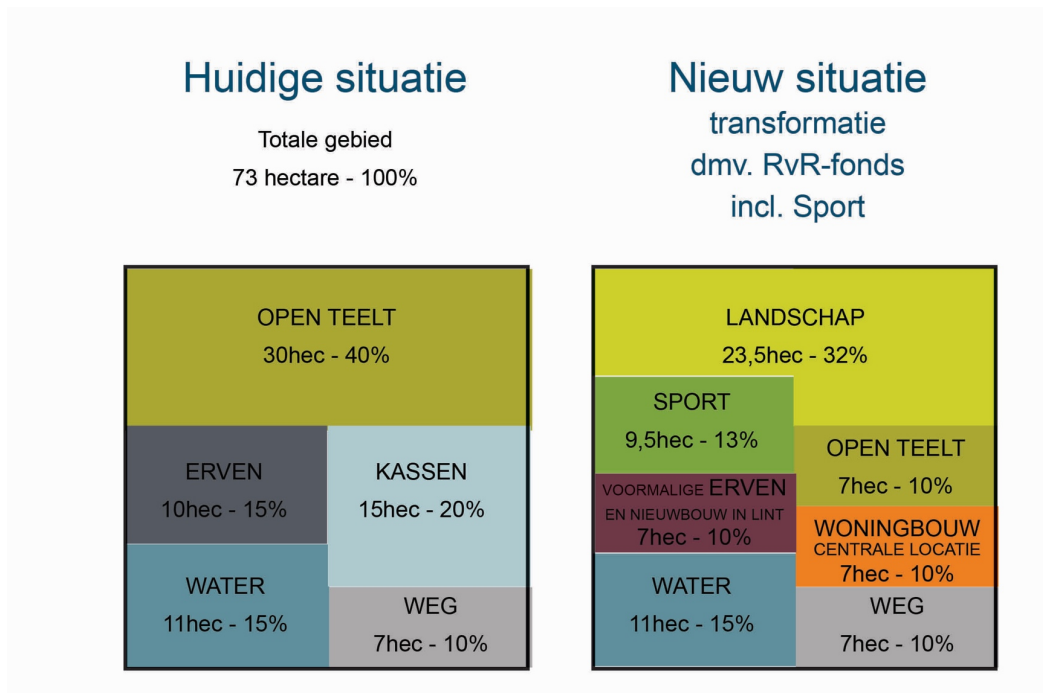 Huidige situatie
Totale gebied
73 hectare - 100%
OPEN TEELT
30hec - 40%
ERVEN
10hec - 15%
KASSEN
15hec - 20%
WATER
11hec - 15%
WEG
7hec - 10%
Nieuw situatie
transformatie
dmv. RvR-fonds
incl. Sport
LANDSCHAP
23,5hec - 32%
SPORT
9,5hec - 13%
OPEN TEELT
7hec - 10%
VOORMALIGE ERVEN
EN NIEUWBOUW IN LINT
7hec - 10%
WONINGBOUW
CENTRALE LOCATIE
7hec - 10%
WATER
11hec - 15%
WEG
7hec - 10%